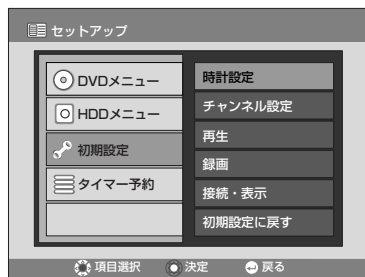 セットアップ
DVDメニュー
HDDメニュー
初期設定
タイマー予約
時計設定
チャンネル設定
再生
録画
接続・表示
初期設定に戻す
項目選択 決定 戻る